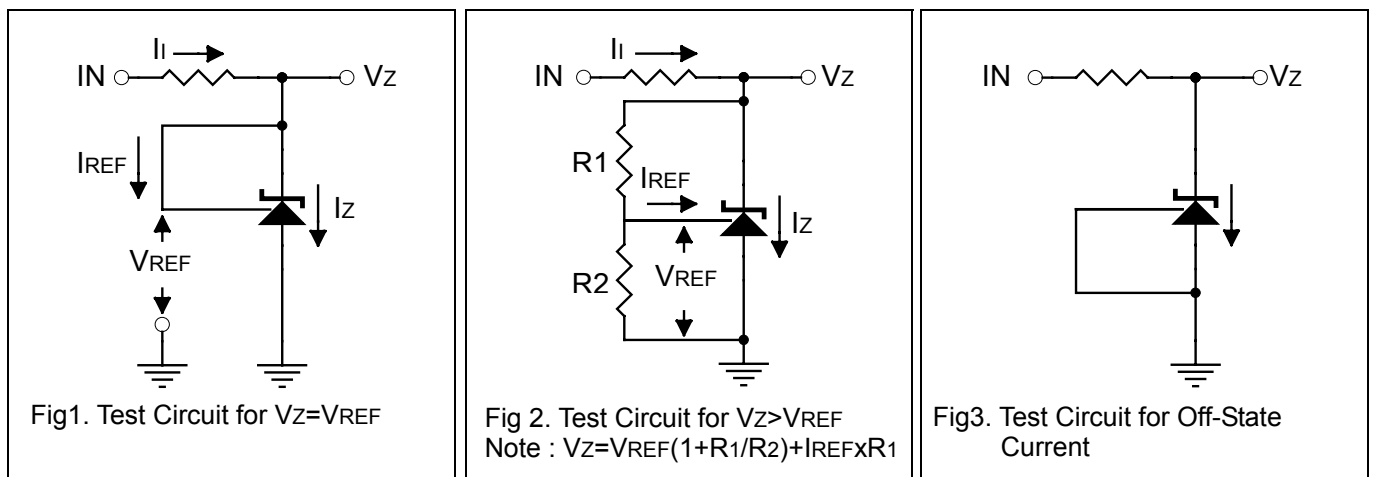 II
IN
VZ
IREF
IZ
VREF
Fig1. Test Circuit for VZ=VREF
II
IN
VZ
R1
IREF
IZ
R2
VREF
Fig 2. Test Circuit for VZ>VREF
Note : VZ=VREF(1+R1/R2)+IREFxR1
IN
VZ
Fig3. Test Circuit for Off-State
Current